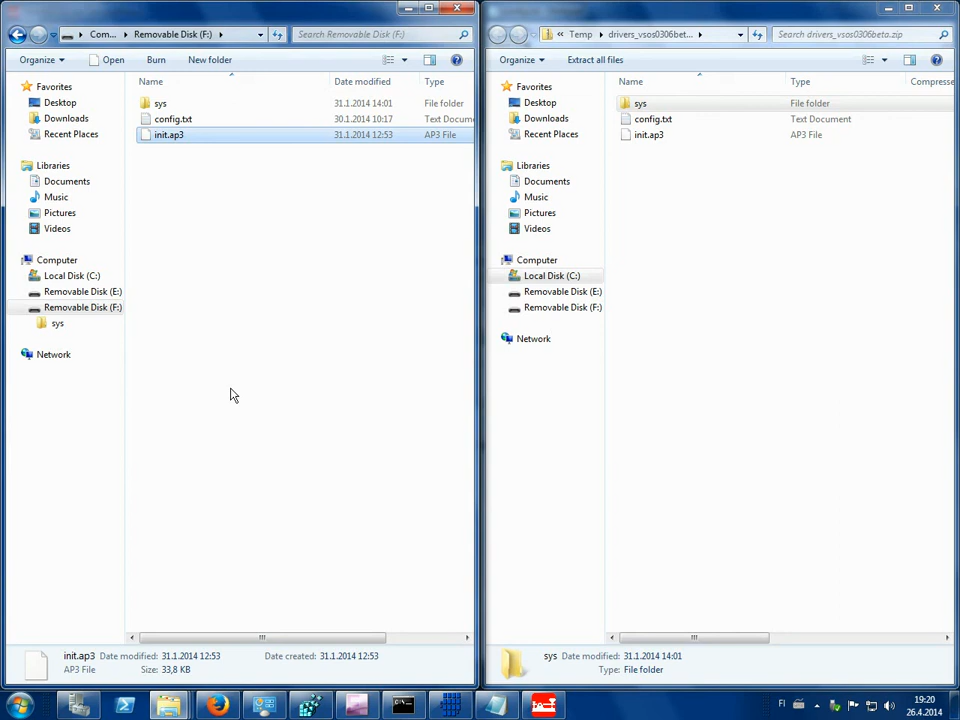 Com... ▸ Removable Disk (F:) ▸
Search Removable Disk (F:)
Organize
Open
Burn
New folder
Name
Date modified
Type
Favorites
Desktop
Downloads
Recent Places
Libraries
Documents
Music
Pictures
Videos
Computer
Local Disk (C:)
Removable Disk (E:)
Removable Disk (F:)
sys
Network
sys 31.1.2014 14:01 File folder
config.txt 30.1.2014 10:17 Text Docume
init.ap3 31.1.2014 12:53 AP3 File
init.ap3 Date modified: 31.1.2014 12:53 Date created: 31.1.2014 12:53
AP3 File Size: 33,8 KB
« Temp ▸ drivers_vsos0306bet... ▸
Search drivers_vsos0306beta.zip
Organize
Extract all files
Name
Type
Compresse
Favorites
Desktop
Downloads
Recent Places
Libraries
Documents
Music
Pictures
Videos
Computer
Local Disk (C:)
Removable Disk (E:)
Removable Disk (F:)
Network
sys File folder
config.txt Text Document
init.ap3 AP3 File
sys Date modified: 31.1.2014 14:01
Type: File folder
FI
19:20
26.4.2014